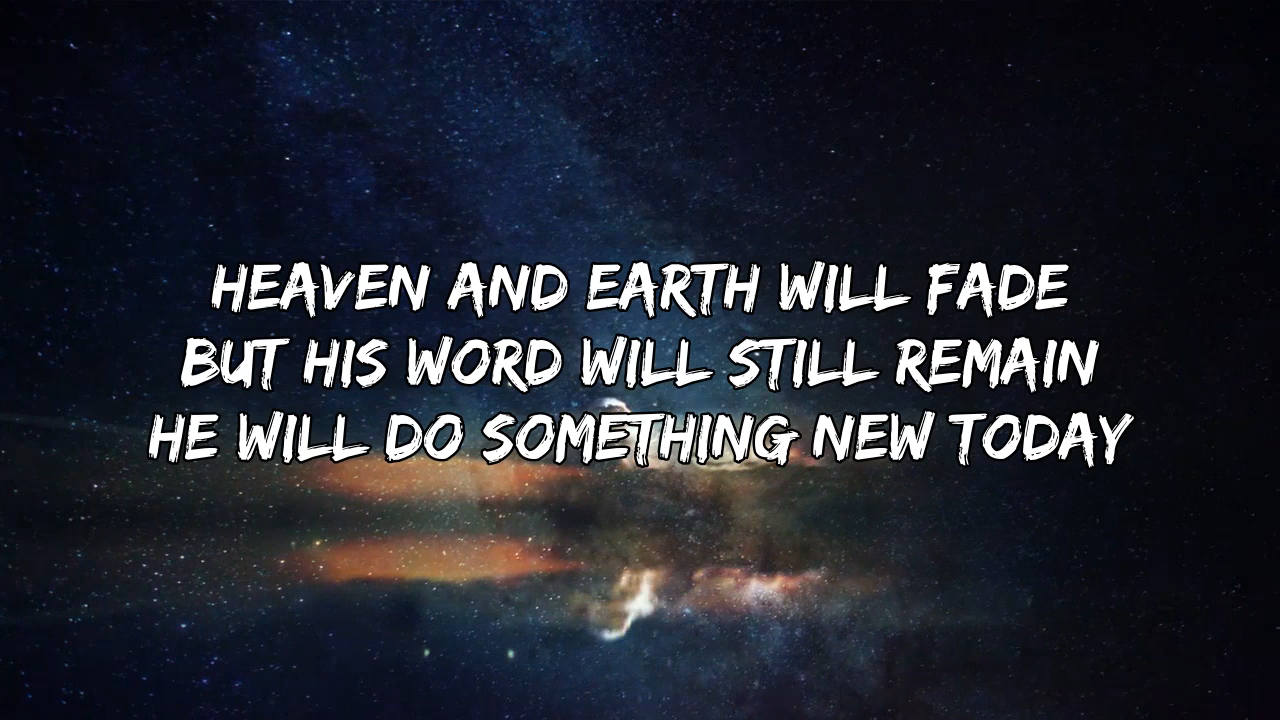 HEAVEN AND EARTH WILL FADE
BUT HIS WORD WILL STILL REMAIN
HE WILL DO SOMETHING NEW TODAY